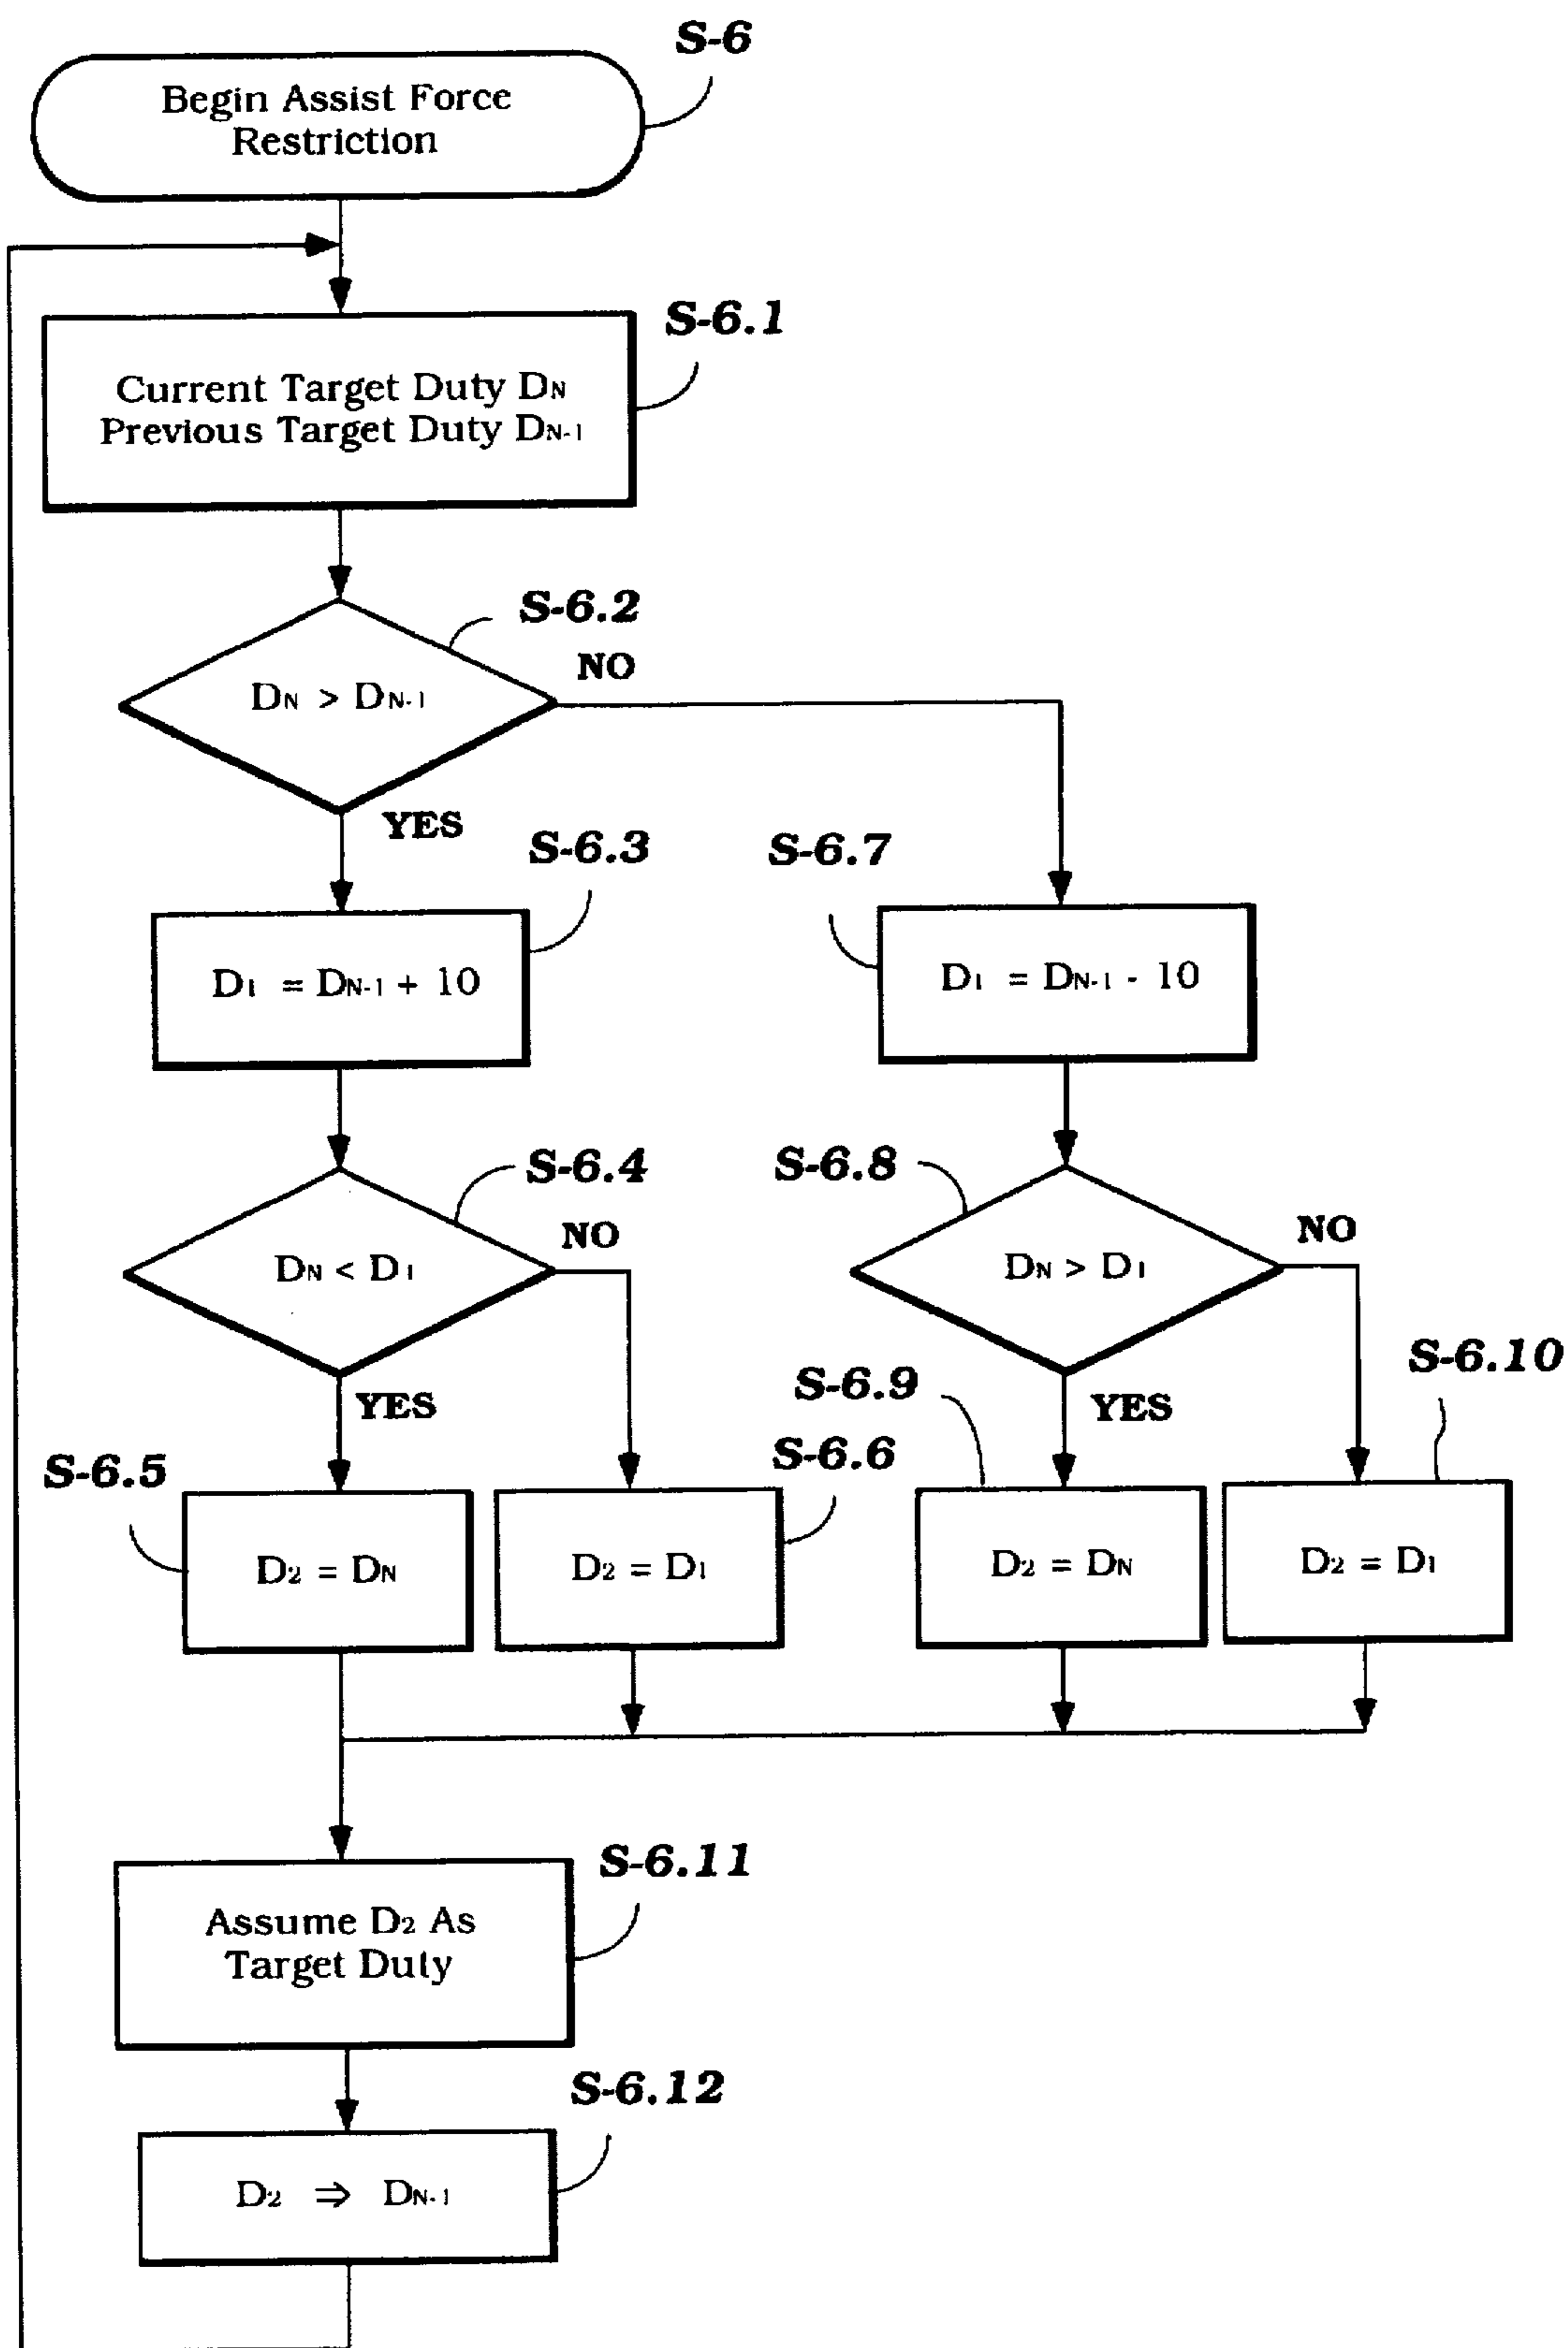 S-6
Begin Assist Force
Restriction
S-6.1
Current Target Duty DN
Previous Target Duty DN-1
S-6.2
NO
DN > DN-1
YES
S-6.3
S-6.7
D1 = DN-1 + 10
D1 = DN-1 - 10
S-6.4
S-6.8
NO
NO
DN < D1
DN > D1
S-6.10
S-6.9
YES
YES
S-6.6
S-6.5
D2 = DN
D2 = D1
D2 = DN
D2 = D1
S-6.11
Assume D2 As
Target Duty
S-6.12
D2 ⇒ DN-1